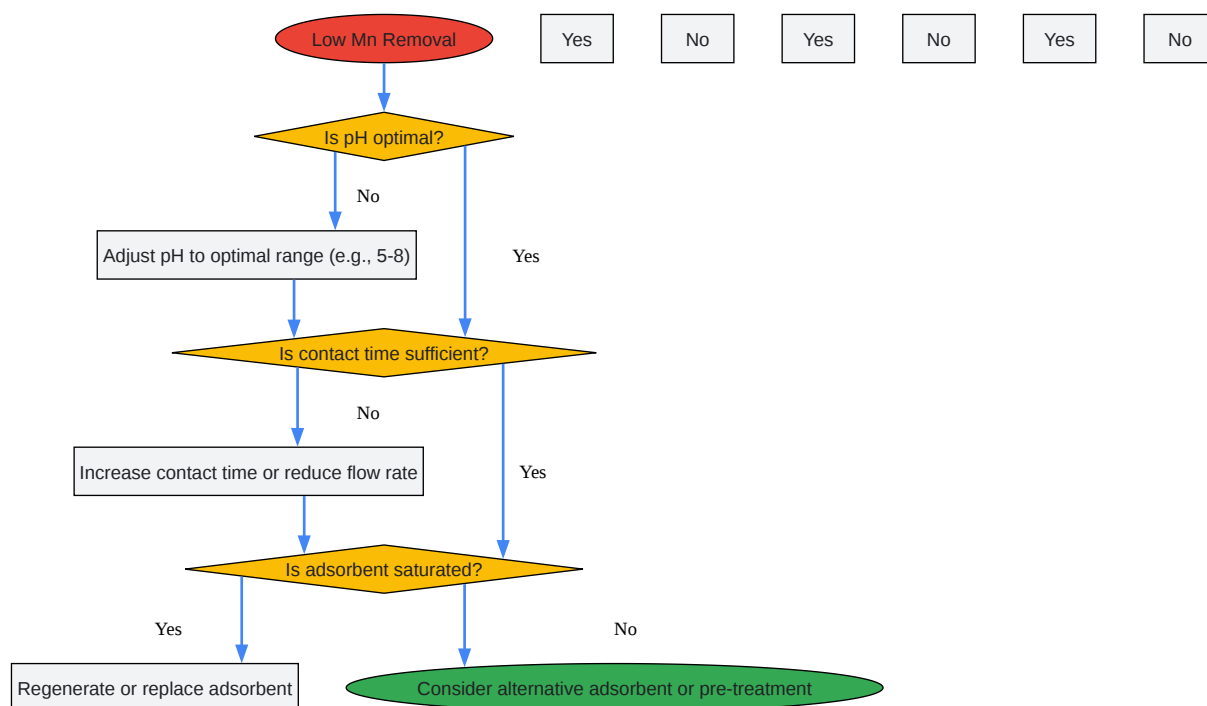 Low Mn Removal
Yes
No
Yes
No
Yes
No
Is pH optimal?
No
Adjust pH to optimal range (e.g., 5-8)
Yes
Is contact time sufficient?
No
Increase contact time or reduce flow rate
Yes
Is adsorbent saturated?
Yes
No
Regenerate or replace adsorbent
Consider alternative adsorbent or pre-treatment